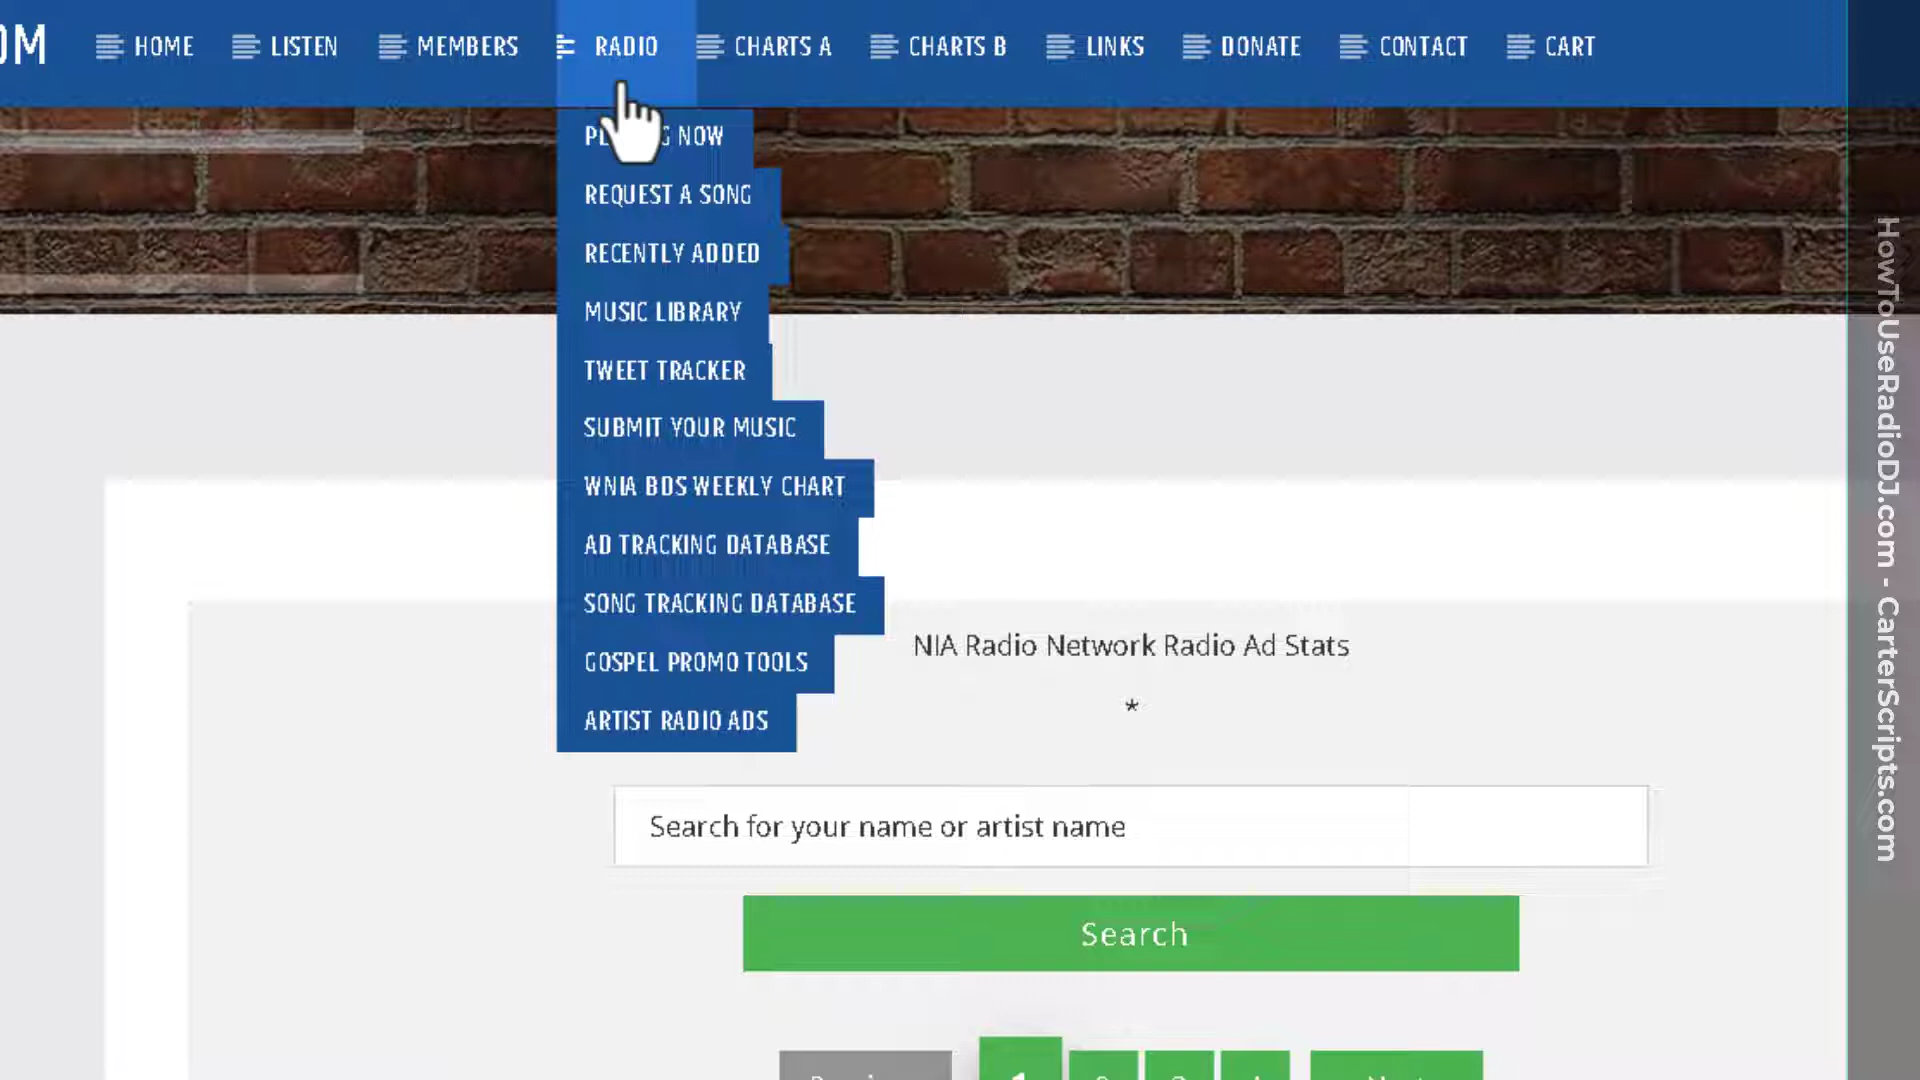 OM HOME LISTEN MEMBERS RADIO CHARTS A CHARTS B LINKS DONATE CONTACT CART
NOW
REQUEST A SONG
RECENTLY ADDED
MUSIC LIBRARY
TWEET TRACKER
SUBMIT YOUR MUSIC
WNIA BDS WEEKLY CHART
AD TRACKING DATABASE
SONG TRACKING DATABASE
GOSPEL PROMO TOOLS
ARTIST RADIO ADS
NIA Radio Network Radio Ad Stats
*
Search for your name or artist name
Search
HowToUseRadioDJ.com - CarterScripts.com